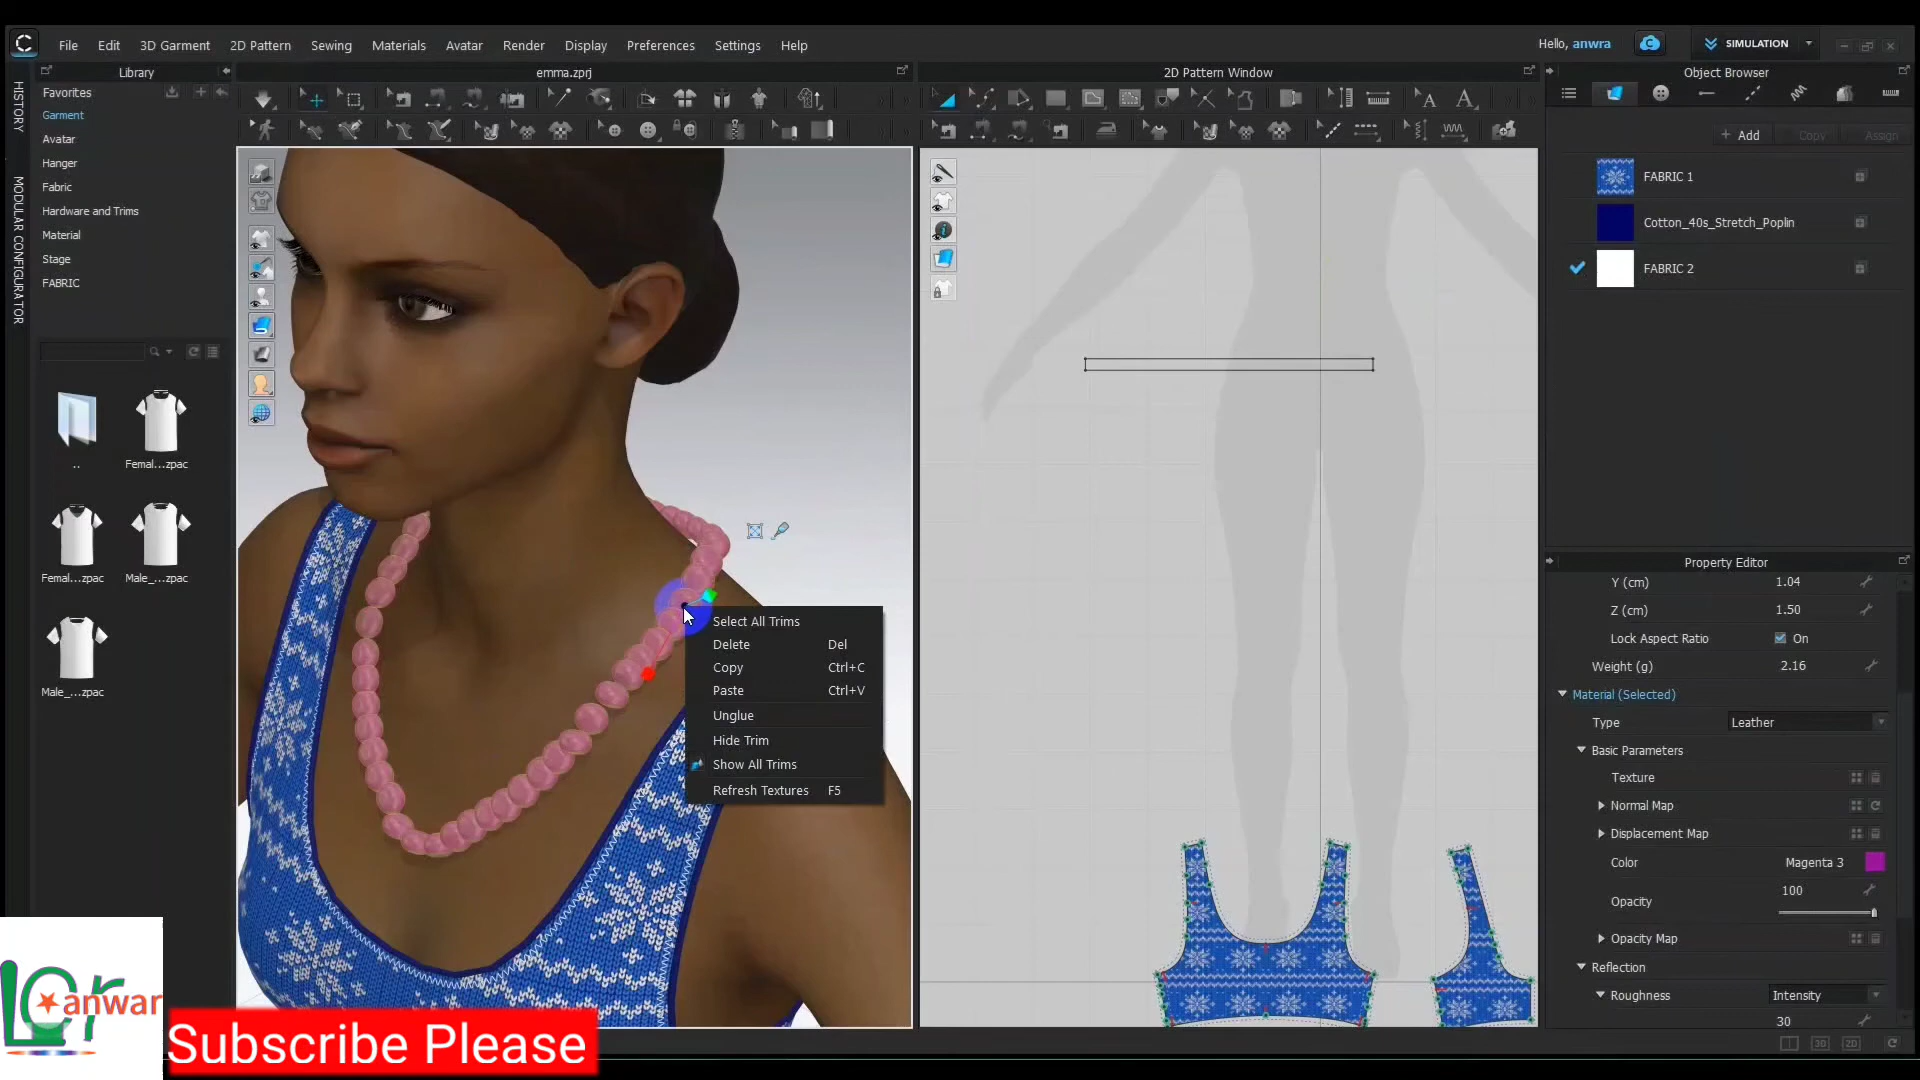 File Edit 3D Garment 2D Pattern Sewing Materials Avatar Render Display Preferences Settings Help
Hello, anwra
SIMULATION
HISTORY
MODULAR CONFIGURATOR
Library
Favorites
Garment
Avatar
Hanger
Fabric
Hardware and Trims
Material
Stage
FABRIC
..
Femal...zpac
Femal...zpac
Male_...zpac
Male_...zpac
emma.zprj
Select All Trims
Delete Del
Copy Ctrl+C
Paste Ctrl+V
Unglue
Hide Trim
Show All Trims
Refresh Textures F5
2D Pattern Window
Object Browser
+ Add Copy Assign
FABRIC 1
Cotton_40s_Stretch_Poplin
FABRIC 2
Property Editor
Y (cm) 1.04
Z (cm) 1.50
Lock Aspect Ratio On
Weight (g) 2.16
Material (Selected)
Type Leather
Basic Parameters
Texture
Normal Map
Displacement Map
Color Magenta 3
Opacity 100
Opacity Map
Reflection
Roughness Intensity
30
3D 2D
anwar
Subscribe Please